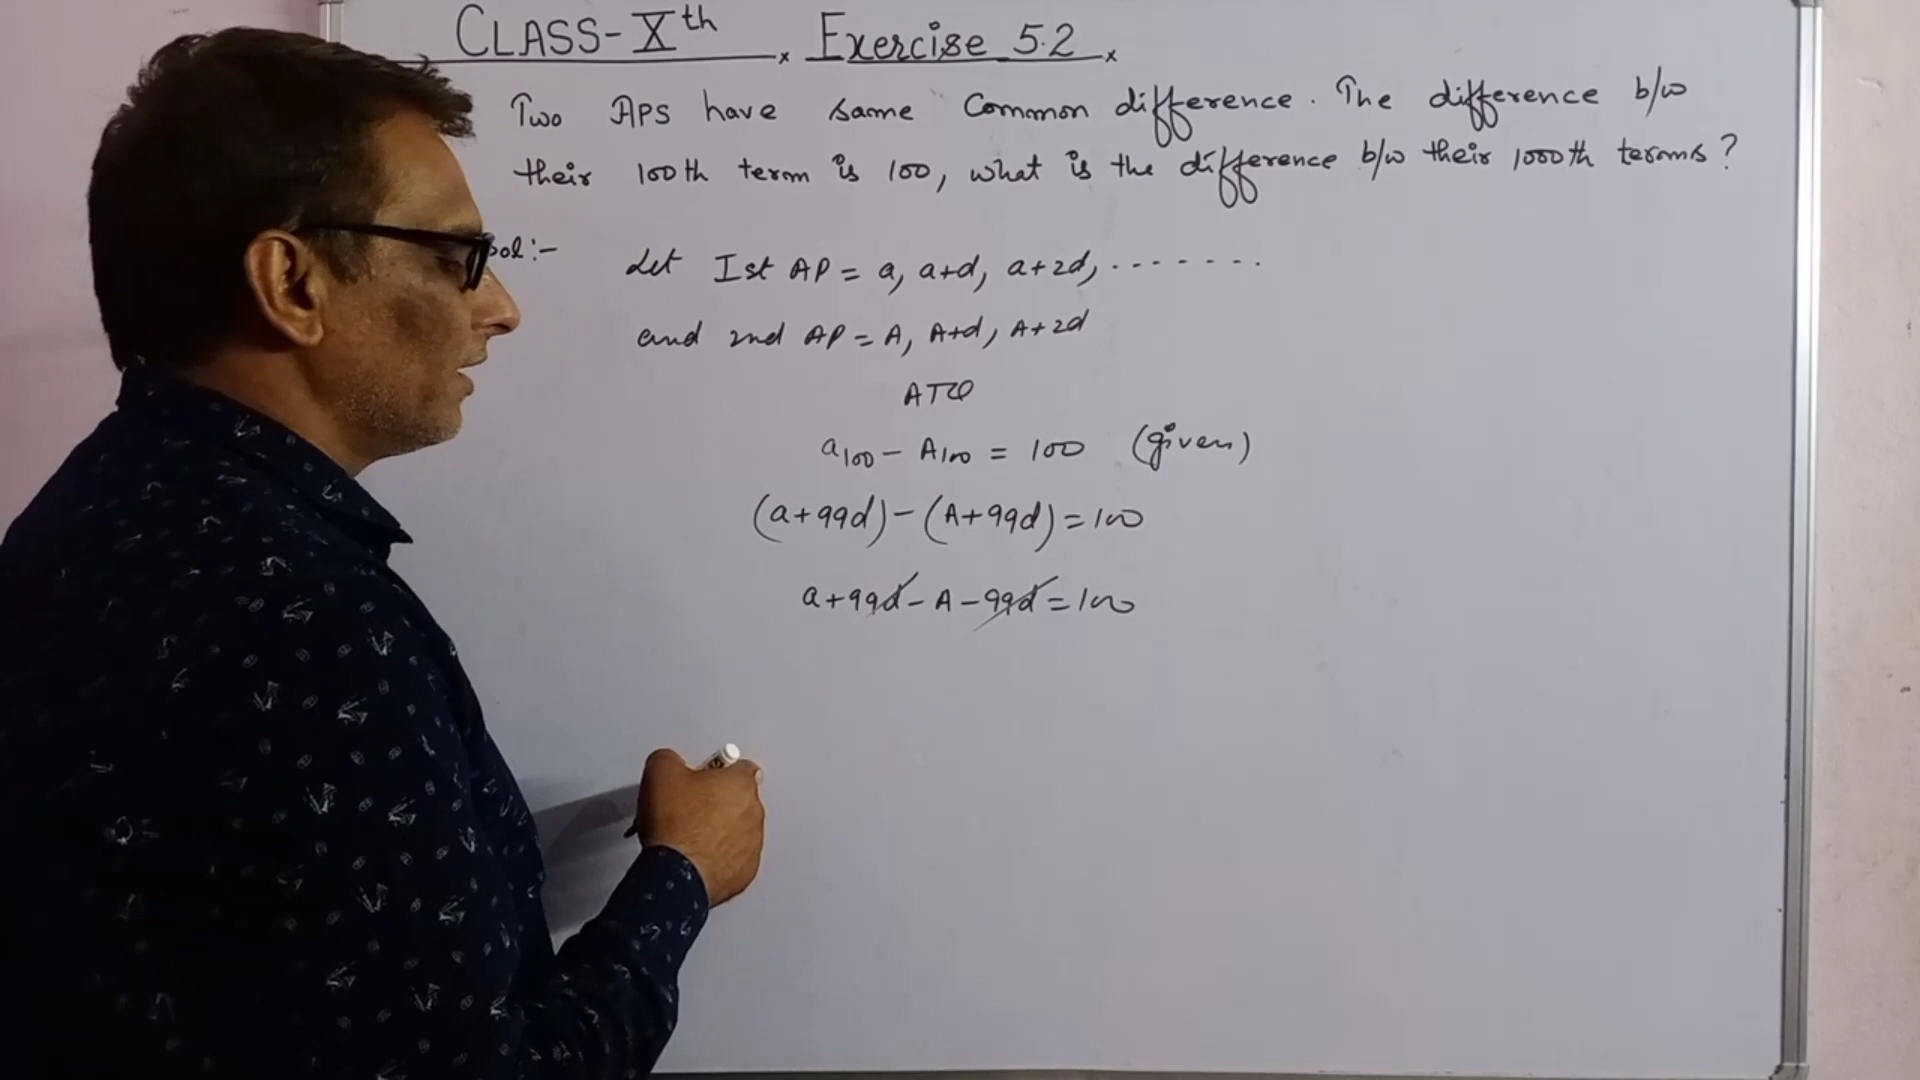 CLASS-Xth Exercise 5.2
Two APs have same Common difference. The difference b/w
their 100th term is 100, what is the difference b/w their 1000th terms?
Sol:- Let Ist AP = a, a+d, a+2d, ........
and 2nd AP = A, A+d, A+2d
ATQ
a100 - A100 = 100 (given)
(a+99d)-(A+99d)=100
a+99d-A-99d=100